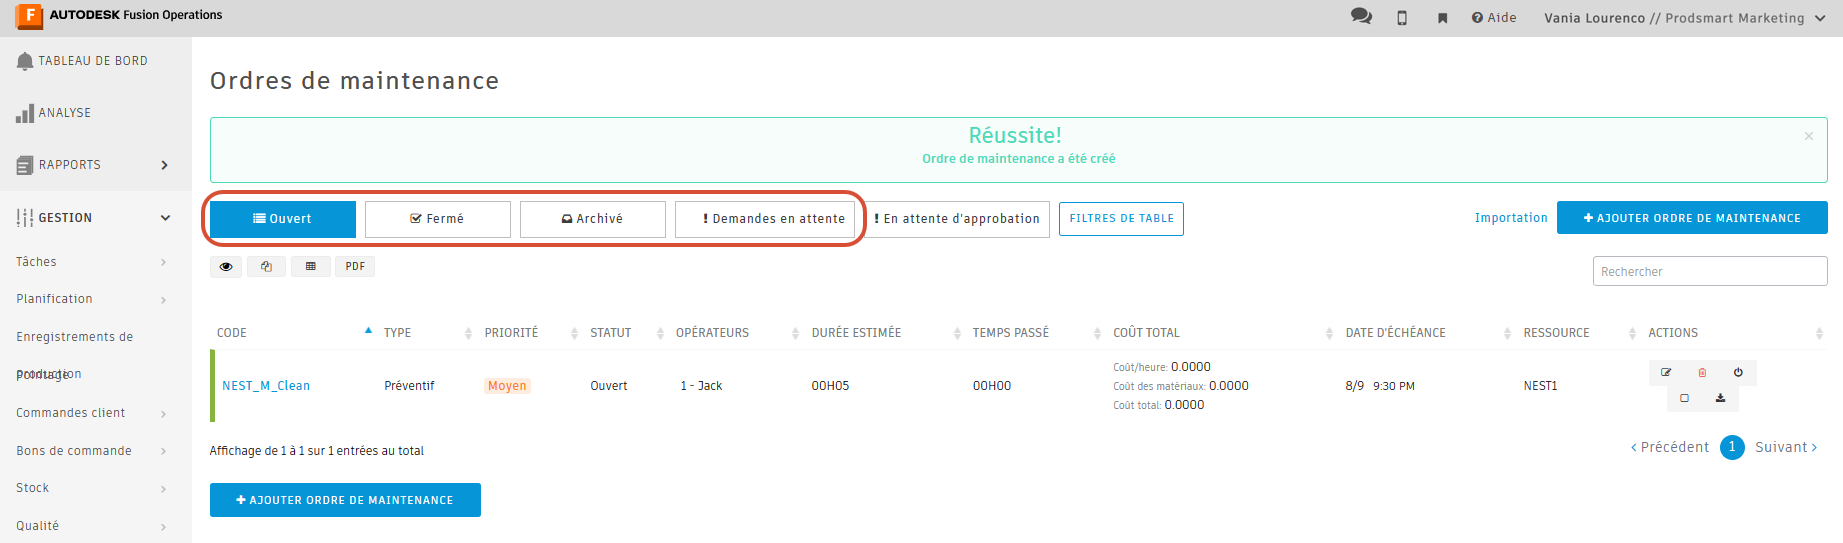 F AUTODESK Fusion Operations
Aide
Vania Lourenco // Prodsmart Marketing
TABLEAU DE BORD
ANALYSE
RAPPORTS
GESTION
Tâches
Planification
Enregistrements de
production
Pointage
Commandes client
Bons de commande
Stock
Qualité
Ordres de maintenance
Réussite!
Ordre de maintenance a été créé
×
Ouvert Fermé Archivé ! Demandes en attente ! En attente d'approbation FILTRES DE TABLE
Importation + AJOUTER ORDRE DE MAINTENANCE
PDF
Rechercher
CODE TYPE PRIORITÉ STATUT OPÉRATEURS DURÉE ESTIMÉE TEMPS PASSÉ COÛT TOTAL DATE D'ÉCHÉANCE RESSOURCE ACTIONS
Coût/heure: 0.0000
NEST_M_Clean Préventif Moyen Ouvert 1 - Jack 00H05 00H00 Coût des matériaux: 0.0000 8/9 9:30 PM NEST1
Coût total: 0.0000
Affichage de 1 à 1 sur 1 entrées au total
‹ Précédent 1 Suivant ›
+ AJOUTER ORDRE DE MAINTENANCE